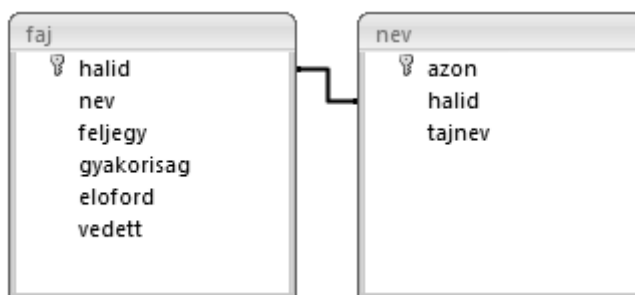 faj
halid
nev
feljegy
gyakorisag
eloford
vedett
nev
azon
halid
tajnev